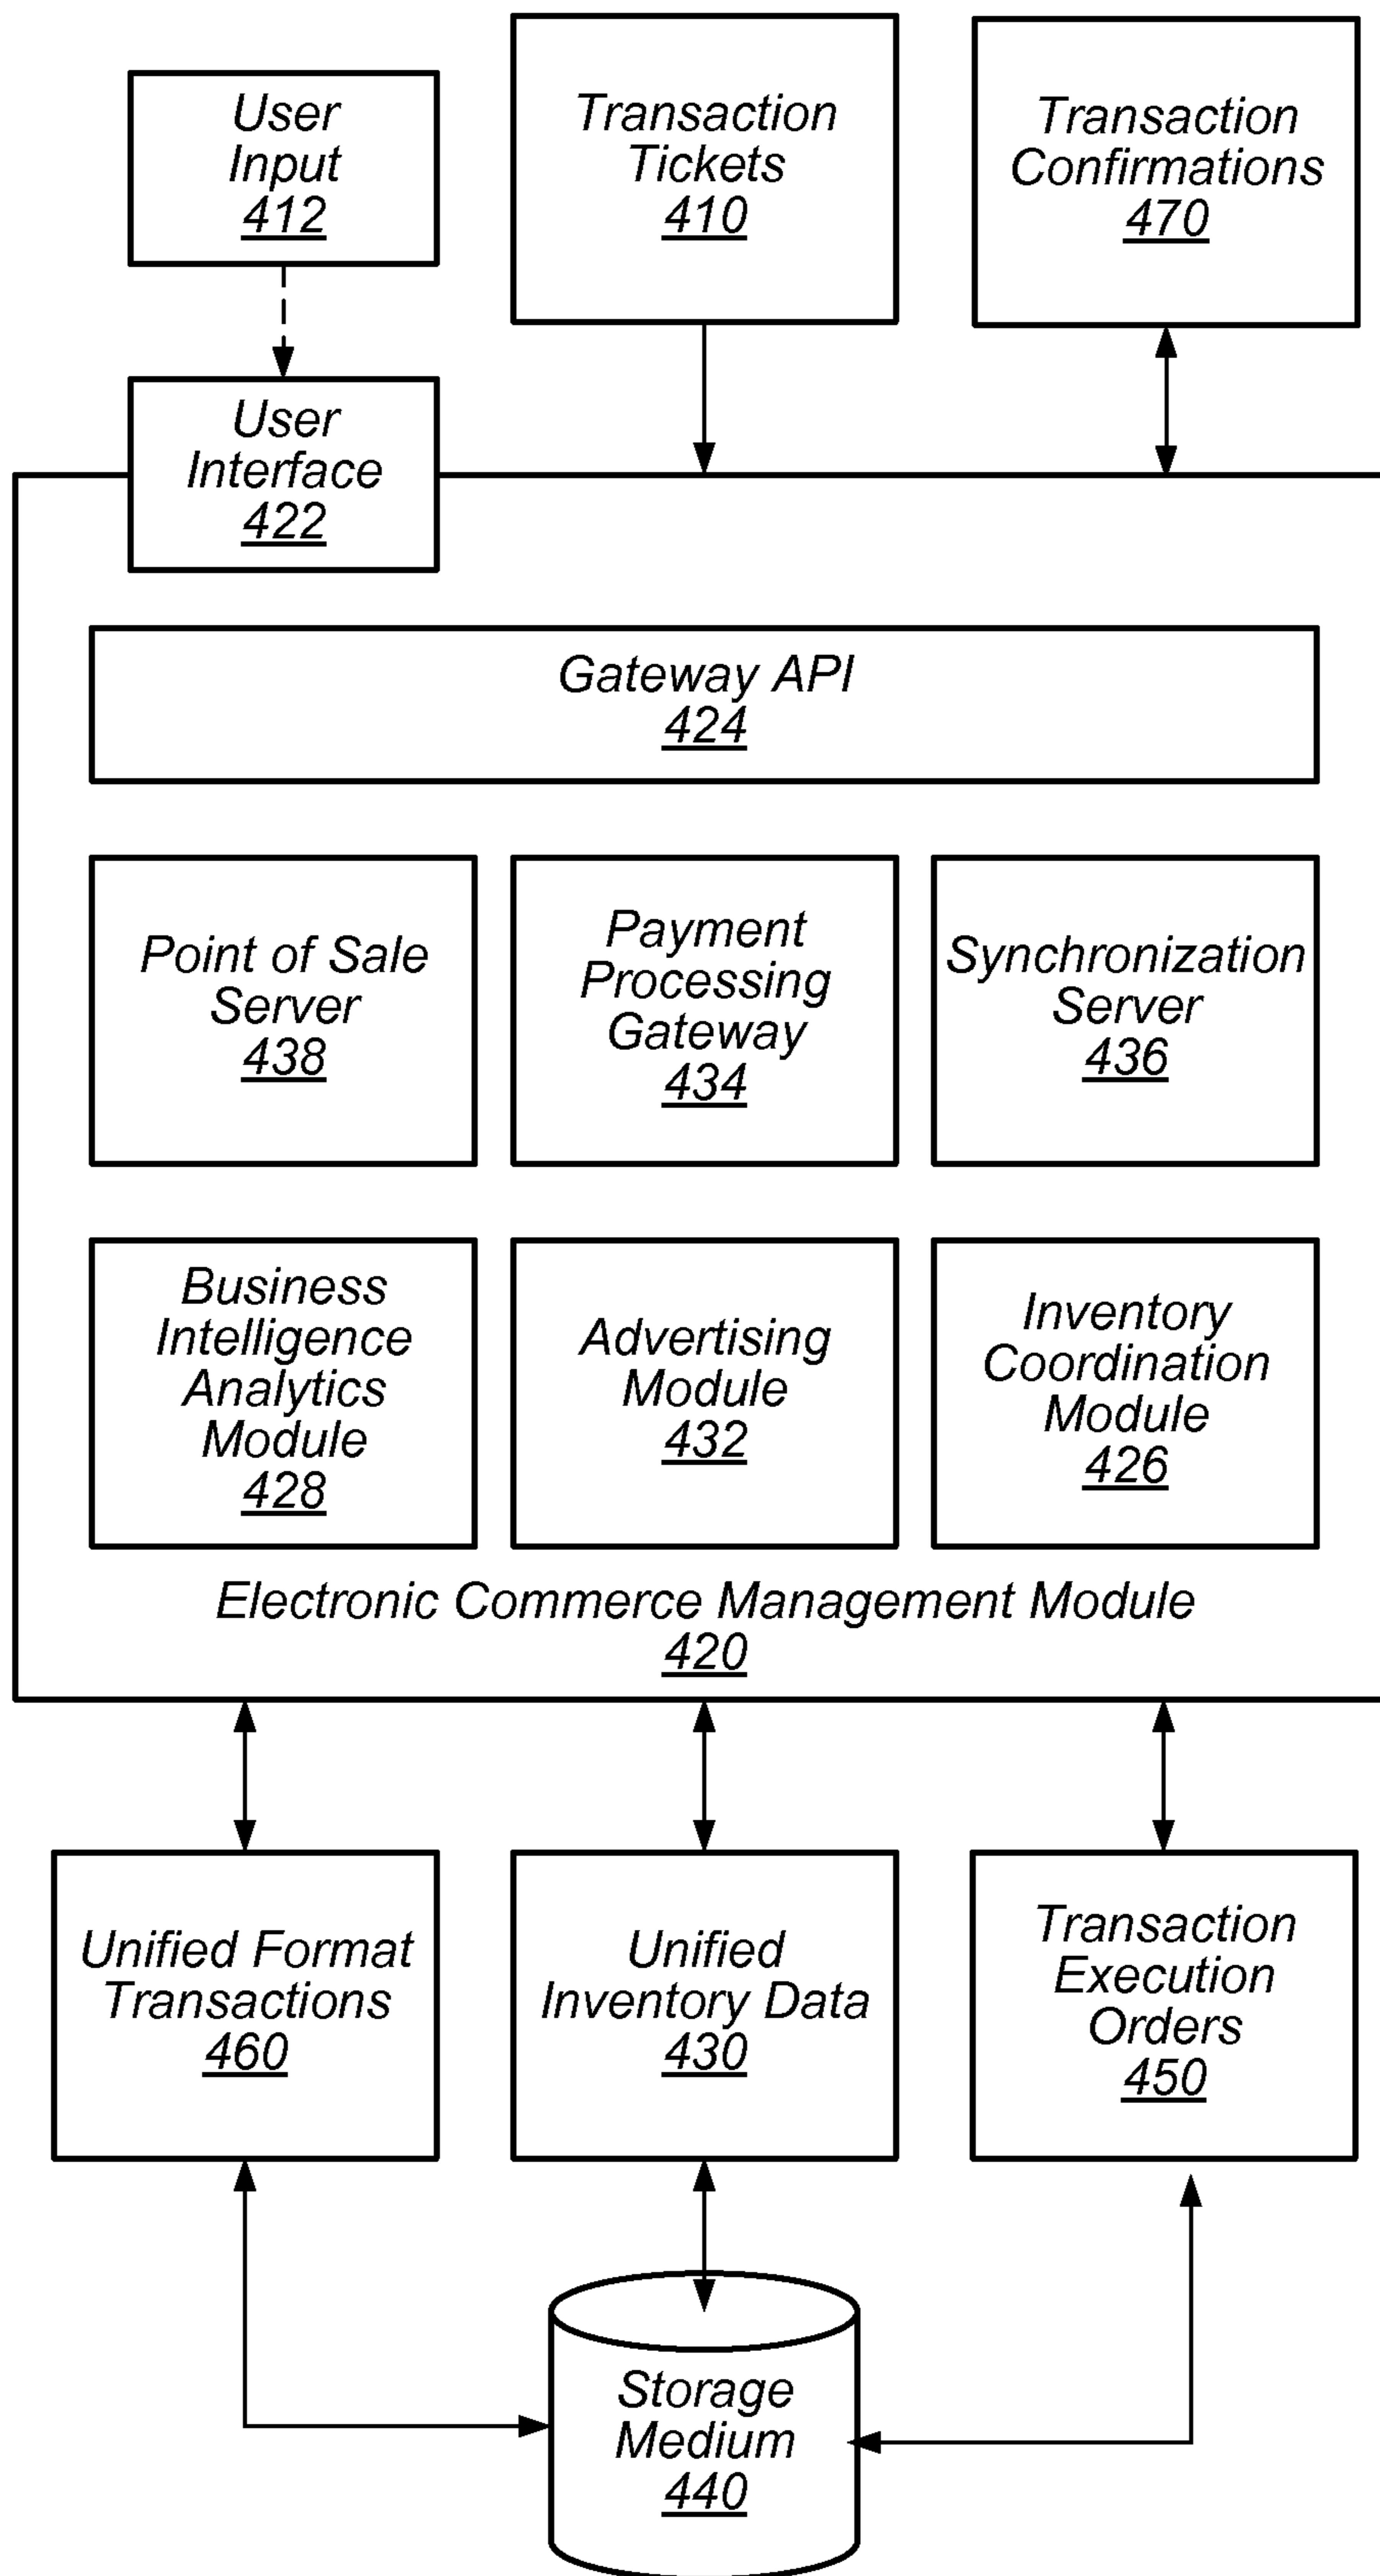 User
Input
412
Transaction
Tickets
410
Transaction
Confirmations
470
User
Interface
422
Gateway API
424
Point of Sale
Server
438
Payment
Processing
Gateway
434
Synchronization
Server
436
Business
Intelligence
Analytics
Module
428
Advertising
Module
432
Inventory
Coordination
Module
426
Electronic Commerce Management Module
420
Unified Format
Transactions
460
Unified
Inventory Data
430
Transaction
Execution
Orders
450
Storage
Medium
440